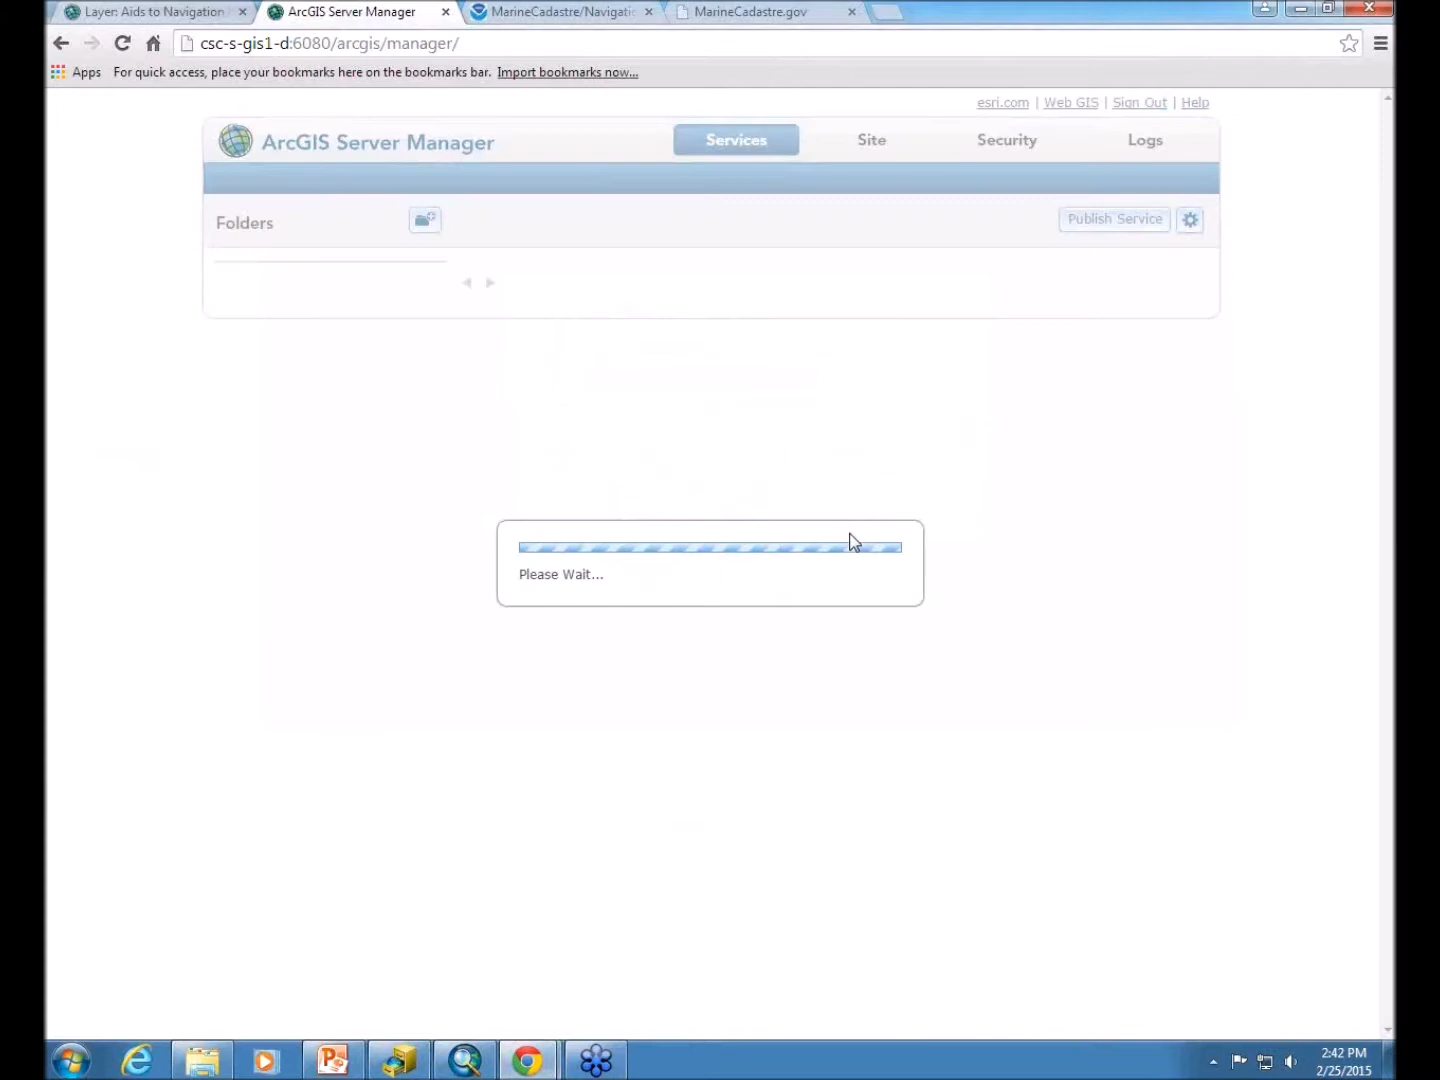 Layer: Aids to Navigation
ArcGIS Server Manager
MarineCadastre/Navigati
MarineCadastre.gov
csc-s-gis1-d:6080/arcgis/manager/
Apps For quick access, place your bookmarks here on the bookmarks bar. Import bookmarks now...
esri.com | Web GIS | Sign Out | Help
ArcGIS Server Manager
Services
Site
Security
Logs
Folders
Publish Service
Please Wait...
2:42 PM
2/25/2015